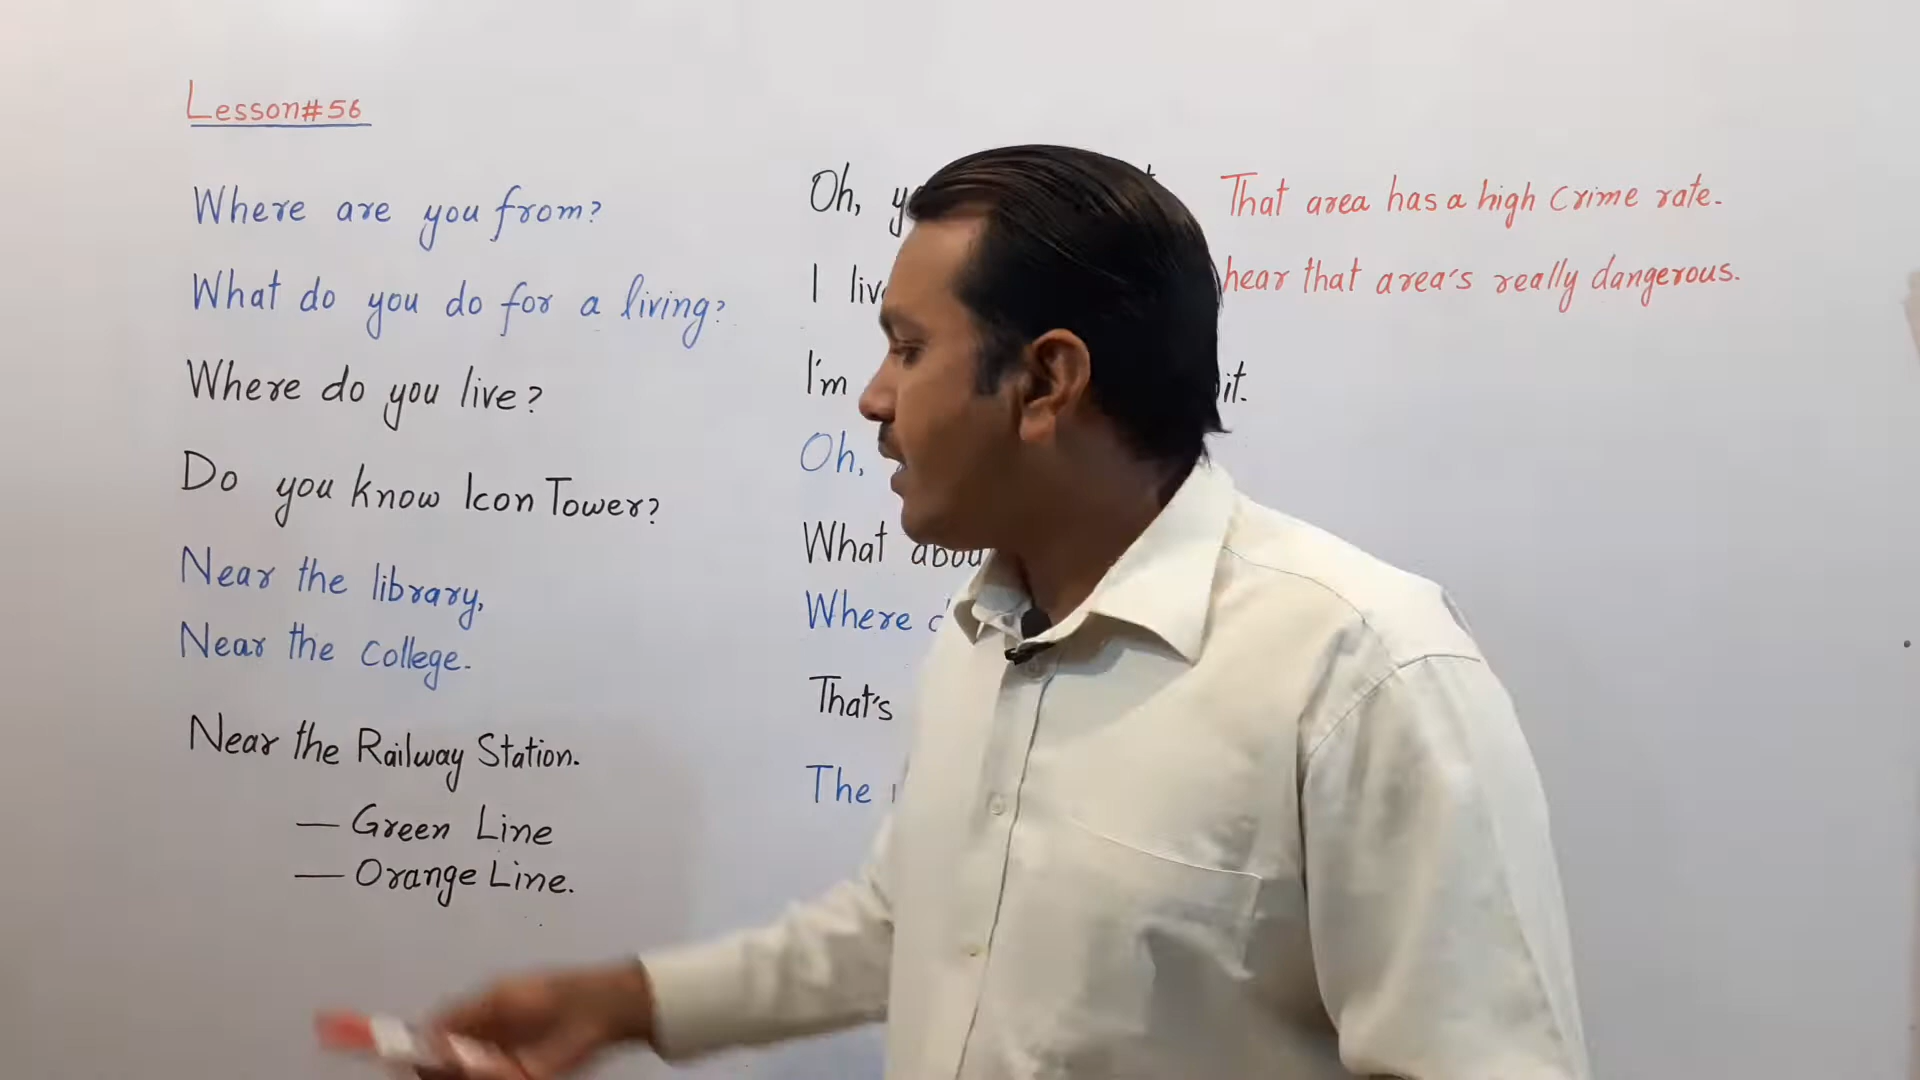 Lesson#56
Where are you from?
What do you do for a living?
Where do you live?
Do you know Icon Tower?
Near the library,
Near the college.
Near the Railway Station.
— Green Line
— Orange Line.
Oh,
I
I'm it.
Oh,
What
Where
That's
The
That area has a high crime rate.
hear that area's really dangerous.